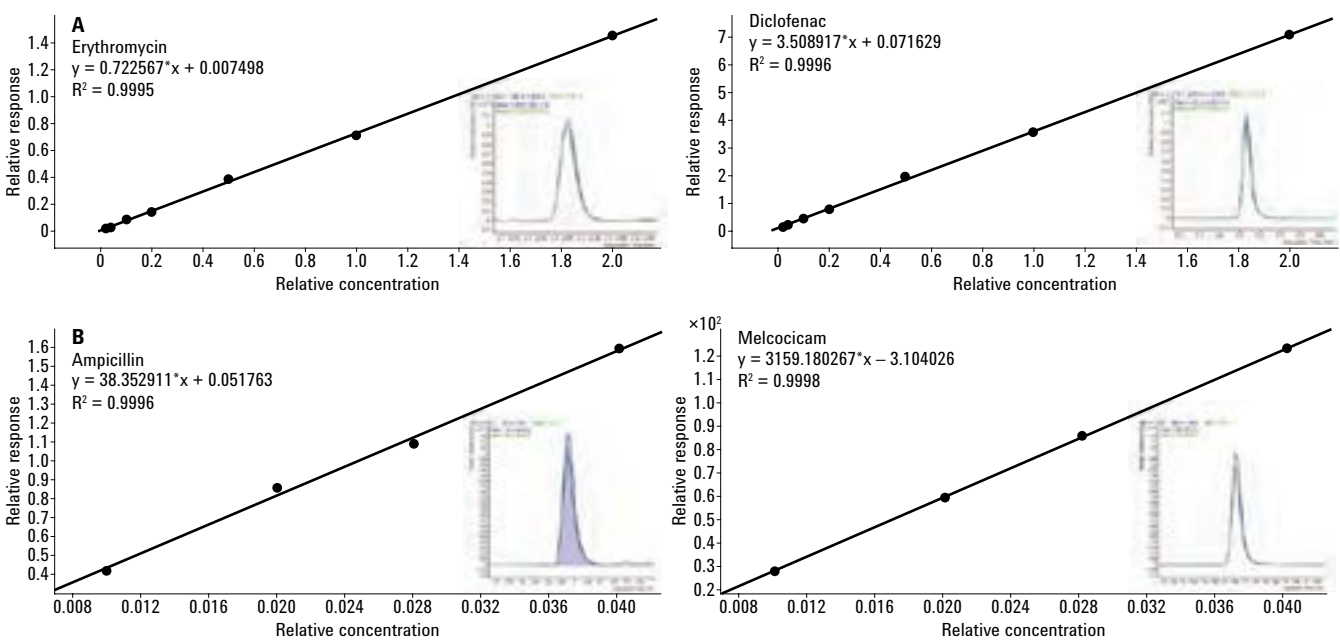 A
Erythromycin
y = 0.722567*x + 0.007498
R² = 0.9995
Relative response
1.4
1.2
1.0
0.8
0.6
0.4
0.2
0
0 0.2 0.4 0.6 0.8 1.0 1.2 1.4 1.6 1.8 2.0
Relative concentration
Diclofenac
y = 3.508917*x + 0.071629
R² = 0.9996
Relative response
7
6
5
4
3
2
1
0
0 0.2 0.4 0.6 0.8 1.0 1.2 1.4 1.6 1.8 2.0
Relative concentration
B
Ampicillin
y = 38.352911*x + 0.051763
R² = 0.9996
Relative response
1.6
1.5
1.4
1.3
1.2
1.1
1.0
0.9
0.8
0.7
0.6
0.5
0.4
0.008 0.012 0.016 0.020 0.024 0.028 0.032 0.036 0.040
Relative concentration
×10²
Melcocicam
y = 3159.180267*x – 3.104026
R² = 0.9998
Relative response
1.2
1.1
1.0
0.9
0.8
0.7
0.6
0.5
0.4
0.3
0.2
0.008 0.012 0.016 0.020 0.024 0.028 0.032 0.036 0.040
Relative concentration